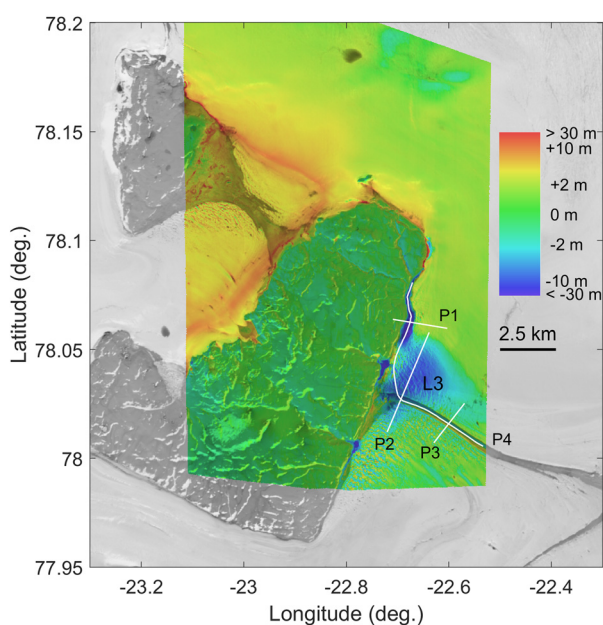 78.2
78.15
78.1
78.05
78
77.95
Latitude (deg.)
-23.2
-23
-22.8
-22.6
-22.4
Longitude (deg.)
> 30 m
+10 m
+2 m
0 m
-2 m
-10 m
< -30 m
2.5 km
P1
L3
P2
P3
P4